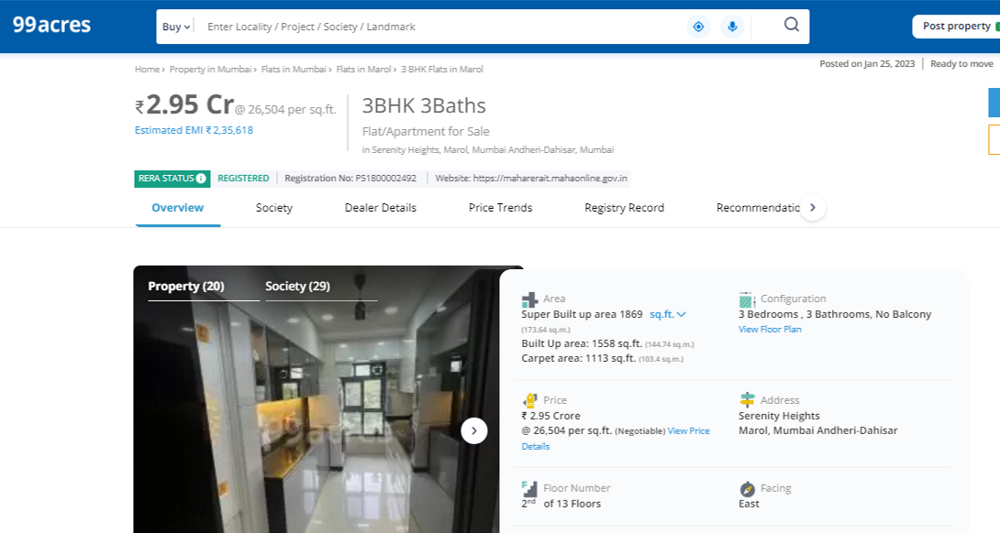 99acres
Buy
Enter Locality / Project / Society / Landmark
Post property
Home › Property in Mumbai › Flats in Mumbai › Flats in Marol › 3 BHK Flats in Marol
Posted on Jan 25, 2023 | Ready to move
₹2.95 Cr @ 26,504 per sq.ft.
Estimated EMI ₹2,35,618
3BHK 3Baths
Flat/Apartment for Sale
in Serenity Heights, Marol, Mumbai Andheri-Dahisar, Mumbai
RERA STATUS REGISTERED Registration No: P51800002492 Website: https://maharerait.mahaonline.gov.in
Overview Society Dealer Details Price Trends Registry Record Recommendatio
Property (20) Society (29)
Area
Super Built up area 1869 sq.ft.
(173.64 sq.m.)
Built Up area: 1558 sq.ft. (144.74 sq.m.)
Carpet area: 1113 sq.ft. (103.4 sq.m.)
Configuration
3 Bedrooms , 3 Bathrooms, No Balcony
View Floor Plan
Price
₹ 2.95 Crore
@ 26,504 per sq.ft. (Negotiable) View Price
Details
Address
Serenity Heights
Marol, Mumbai Andheri-Dahisar
Floor Number
2nd of 13 Floors
Facing
East